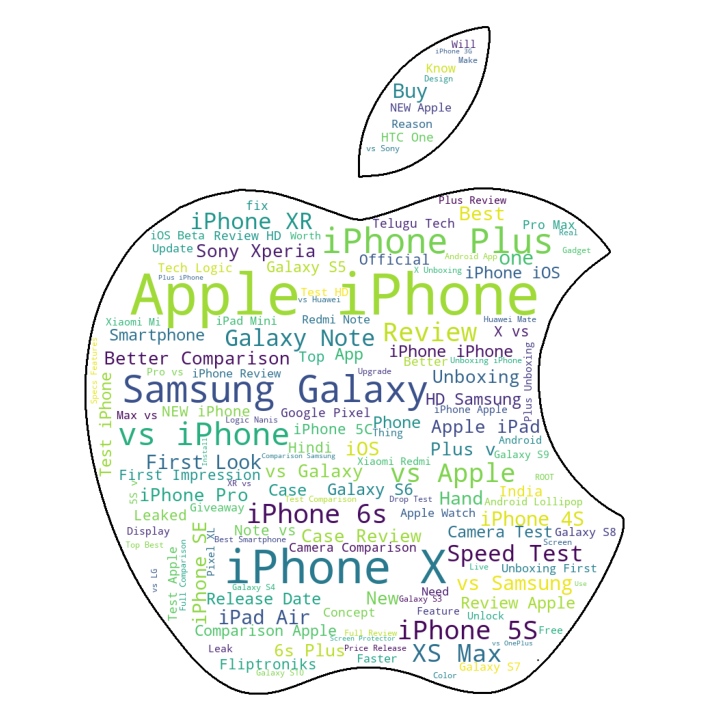 Will
iPhone 3G
Make
Know
Design
Buy
NEW Apple
Reason
HTC One
vs Sony
Plus Review
fix
Best
iPhone XR
Telugu Tech
Pro Max
Real
iOS Beta
Review HD
Worth
iPhone Plus
Update
Sony Xperia
Official
Android App
one
Gadget
Tech Logic
Galaxy S5
X Unboxing
iPhone iOS
Plus iPhone
Apple iPhone
Test HD
vs Huawei
Xiaomi Mi
iPad Mini
Redmi Note
Huawei Mate
Smartphone
Galaxy Note
Review
X vs
Specs Features
Better Comparison
Top
App
iPhone iPhone
Better
Unboxing iPhone
Plus Unboxing
Pro vs
iPhone Review
Upgrade
Unboxing
Test iPhone
Samsung Galaxy
HD Samsung
Max vs
NEW iPhone
Logic Nanis
Google Pixel
iPhone Apple
vs iPhone
iPhone 5C
Phone
Thing
Apple iPad
Install
Hindi
iOS
Plus v
Android
Galaxy S9
First Look
Comparison Samsung
Xiaomi Redmi
First Impression
vs Galaxy
vs Apple
ROOT
5S vs
XR vs
iPhone Pro
Case
Galaxy S6
Test Comparison
Drop Test
Hand
India
Android Lollipop
Leaked
Giveaway
iPhone 6s
Apple Watch
iPhone 4S
Display
iPhone SE
Pixel XL
Note vs
Case Review
Camera Test
Galaxy S8
Top Best
Full Comparison
Best Smartphone
Camera Comparison
Speed Test
Screen
vs LG
Test Apple
iPhone X
Live
Unboxing First
Galaxy S4
Need
vs Samsung
Use
Release Date
New
Galaxy S3
Review Apple
iPad Air
Concept
Feature
Unlock
Comparison Apple
Full Review
Screen Protector
iPhone 5S
Free
Leak
6s Plus
Price Release
vs OnePlus
Fliptroniks
Faster
XS Max
Galaxy S10
Color
Galaxy S7